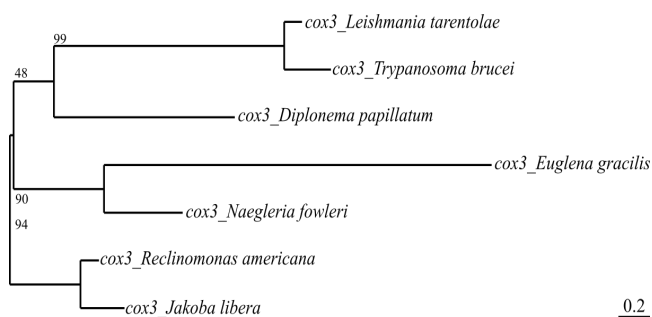 cox3_Leishmania tarentolae
99
cox3_Trypanosoma brucei
48
cox3_Diplonema papillatum
cox3_Euglena gracilis
90
cox3_Naegleria fowleri
94
cox3_Reclinomonas americana
cox3_Jakoba libera
0.2